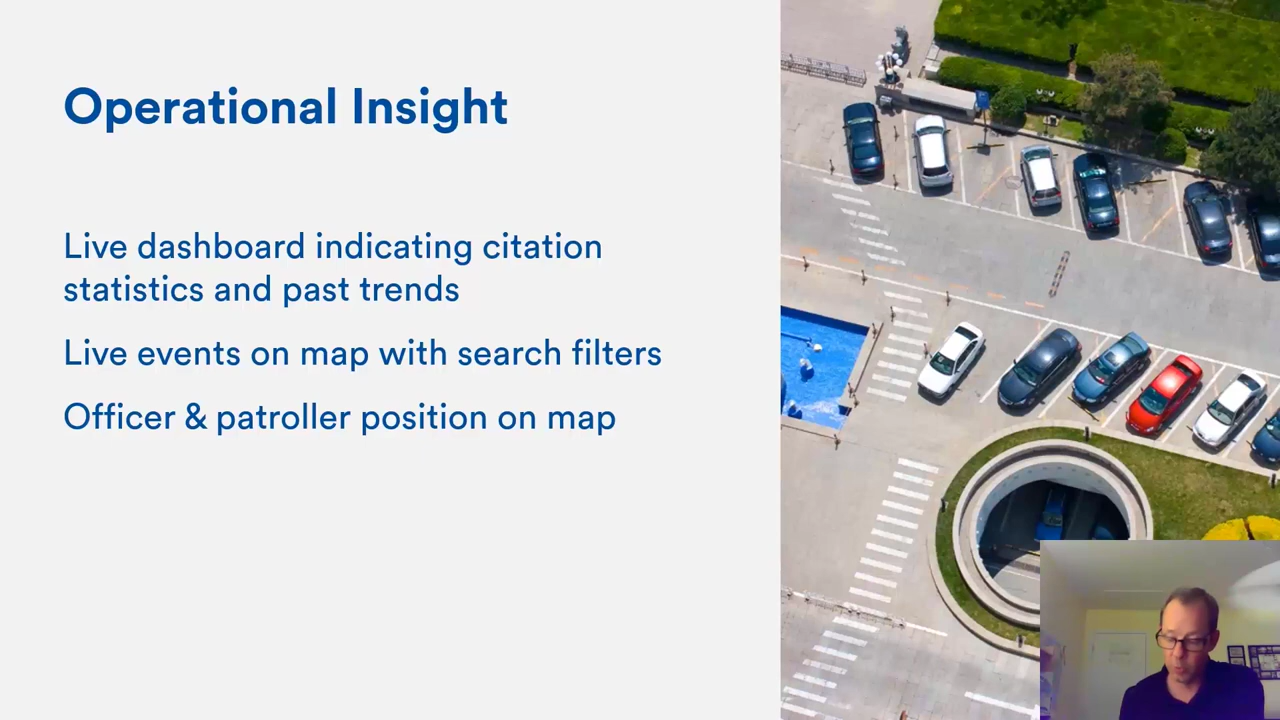 Operational Insight
Live dashboard indicating citation
statistics and past trends
Live events on map with search filters
Officer & patroller position on map